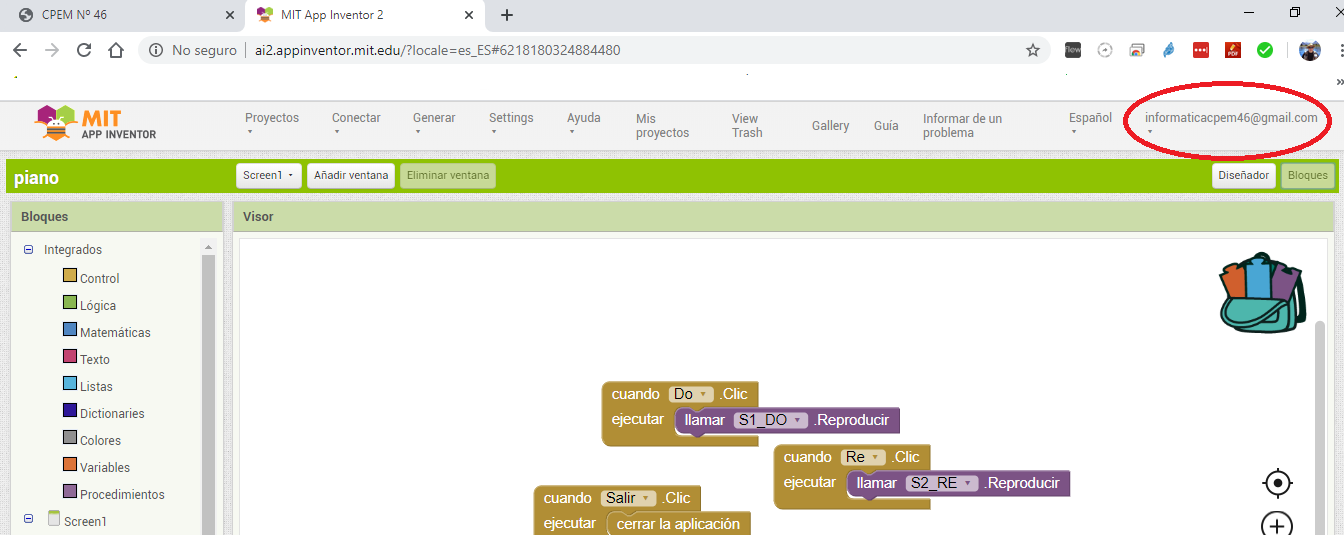 CPEM Nº 46
MIT App Inventor 2
No seguro
ai2.appinventor.mit.edu/?locale=es_ES#6218180324884480
flow
PDF
MIT
APP INVENTOR
Proyectos
Conectar
Generar
Settings
Ayuda
Mis
proyectos
View
Trash
Gallery
Guía
Informar de un
problema
Español
informaticacpem46@gmail.com
piano
Screen1
Añadir ventana
Eliminar ventana
Diseñador
Bloques
Bloques
Visor
Integrados
Control
Lógica
Matemáticas
Texto
Listas
Dictionaries
Colores
Variables
Procedimientos
Screen1
cuando Do .Clic
ejecutar llamar S1_DO .Reproducir
cuando Re .Clic
ejecutar llamar S2_RE .Reproducir
cuando Salir .Clic
ejecutar cerrar la aplicación